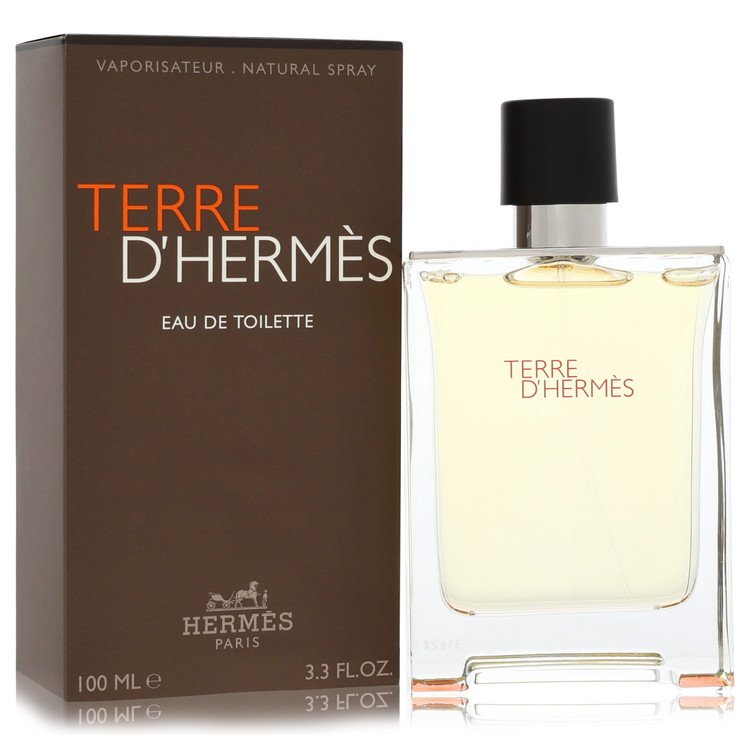 VAPORISATEUR . NATURAL SPRAY
TERRE
D'HERMÈS
EAU DE TOILETTE
HERMÈS
PARIS
100 ML e 3.3 FL.OZ.
TERRE
D'HERMÈS